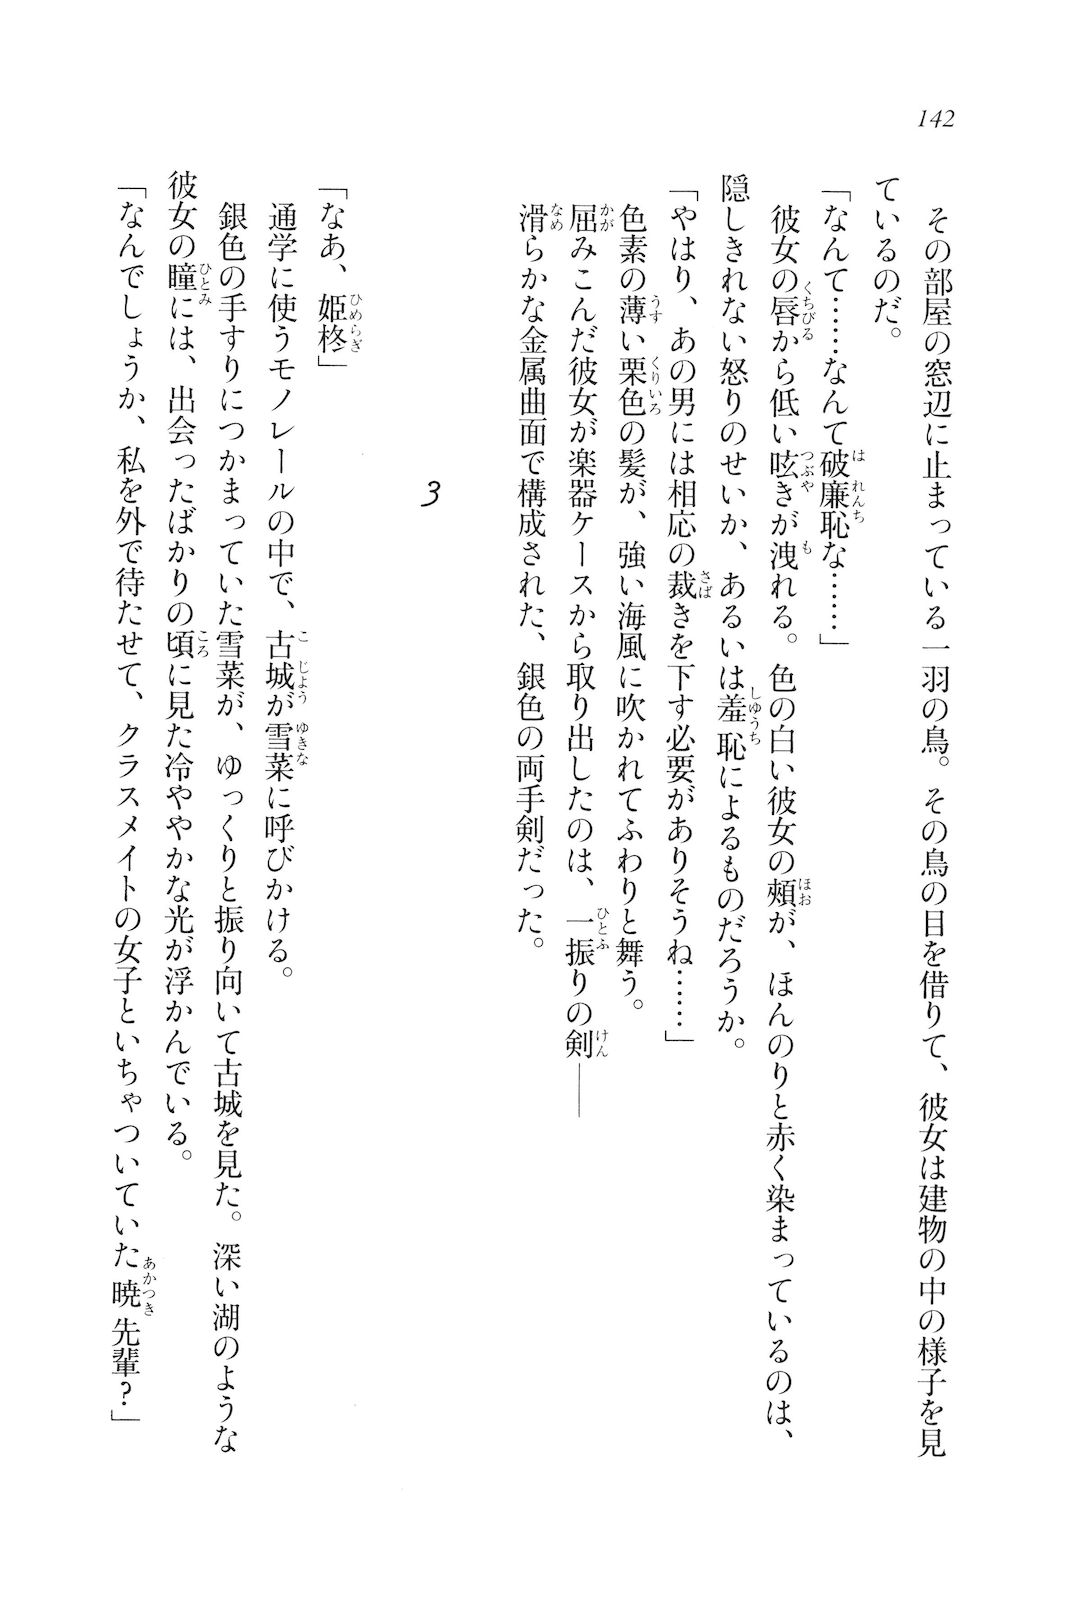 142
　その部屋の窓辺に止まっている一羽の鳥。その鳥の目を借りて、彼女は建物の中の様子を見
ているのだ。
「なんて……なんて破廉恥な……」
　彼女の唇から低い呟きが洩れる。色の白い彼女の頰が、ほんのりと赤く染まっているのは、
隠しきれない怒りのせいか、あるいは羞恥によるものだろうか。
「やはり、あの男には相応の裁きを下す必要がありそうね……」
　色素の薄い栗色の髪が、強い海風に吹かれてふわりと舞う。
　屈みこんだ彼女が楽器ケースから取り出したのは、一振りの剣――
　滑らかな金属曲面で構成された、銀色の両手剣だった。
3
「なあ、姫柊」
　通学に使うモノレールの中で、古城が雪菜に呼びかける。
　銀色の手すりにつかまっていた雪菜が、ゆっくりと振り向いて古城を見た。深い湖のような
彼女の瞳には、出会ったばかりの頃に見た冷ややかな光が浮かんでいる。
「なんでしょうか、私を外で待たせて、クラスメイトの女子といちゃついていた暁先輩？」